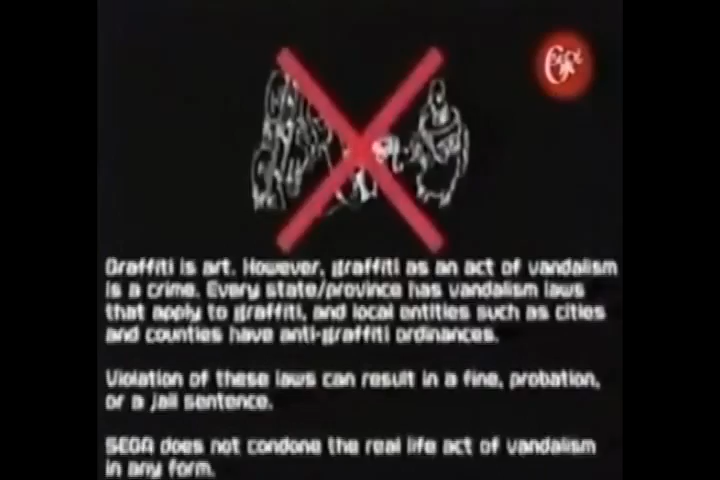 Graffiti is art. However, graffiti as an act of vandalism
is a crime. Every state/province has vandalism laws
that apply to graffiti, and local entities such as cities
and counties have anti-graffiti ordinances.
Violation of these laws can result in a fine, probation,
or a jail sentence.
SEGA does not condone the real life act of vandalism
in any form.